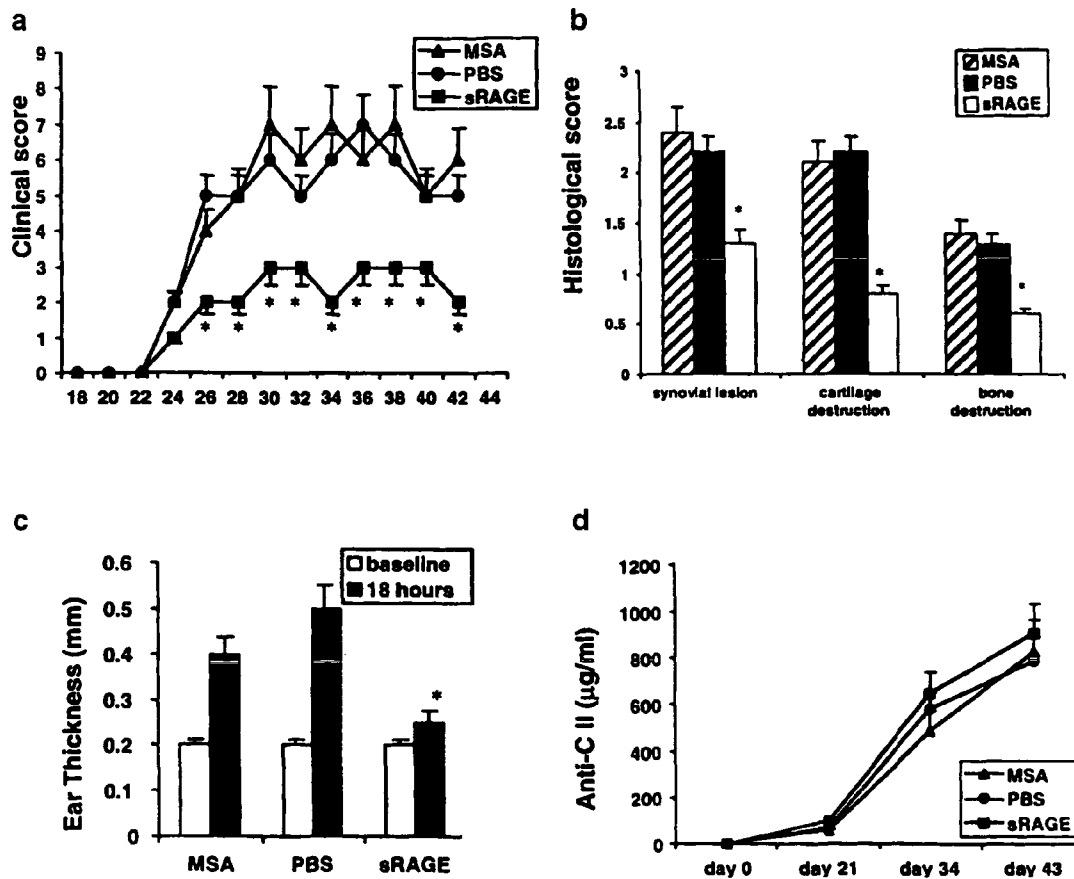 a
MSA
PBS
sRAGE
Clinical score
9
8
7
6
5
4
3
2
1
0
* * * * * * * * *
18 20 22 24 26 28 30 32 34 36 38 40 42 44
b
MSA
PBS
sRAGE
Histological score
3
2.5
2
1.5
1
0.5
0
*
*
*
synovial lesion
cartilage destruction
bone destruction
c
baseline
18 hours
Ear Thickness (mm)
0.6
0.5
0.4
0.3
0.2
0.1
0
*
MSA PBS sRAGE
d
Anti-C II (µg/ml)
1200
1000
800
600
400
200
0
MSA
PBS
sRAGE
day 0 day 21 day 34 day 43